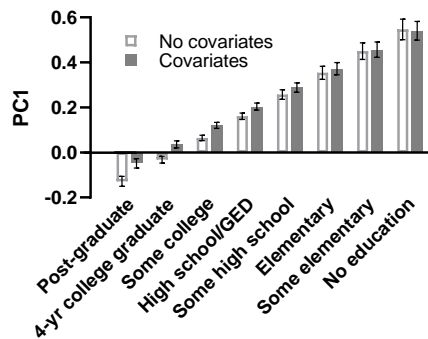 0.6
0.4
0.2
0.0
-0.2
PC1
No covariates
Covariates
Post-graduate
4-yr college graduate
Some college
High school/GED
Some high school
Elementary
Some elementary
No education